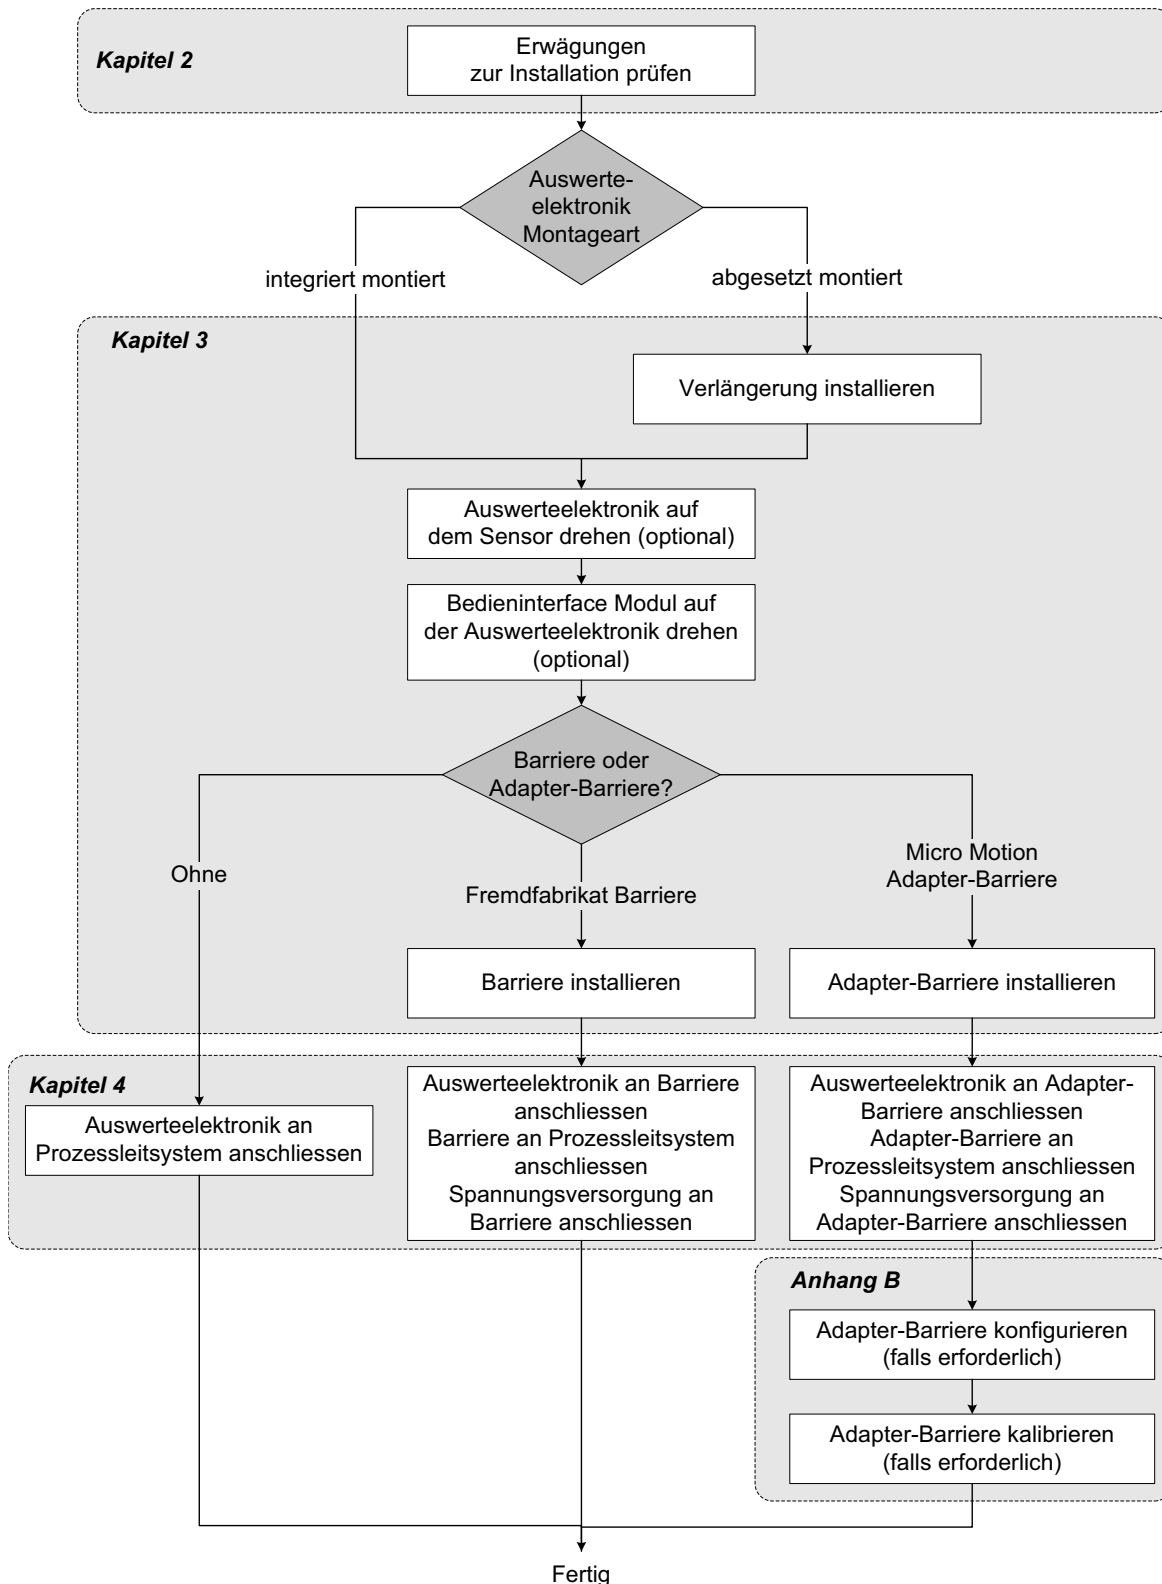 Kapitel 2
Erwägungen
zur Installation prüfen
Auswerte-
elektronik
Montageart
integriert montiert
abgesetzt montiert
Kapitel 3
Verlängerung installieren
Auswerteelektronik auf
dem Sensor drehen (optional)
Bedieninterface Modul auf
der Auswerteelektronik drehen
(optional)
Barriere oder
Adapter-Barriere?
Ohne
Fremdfabrikat Barriere
Micro Motion
Adapter-Barriere
Barriere installieren
Adapter-Barriere installieren
Kapitel 4
Auswerteelektronik an
Prozessleitsystem anschliessen
Auswerteelektronik an Barriere
anschliessen
Barriere an Prozessleitsystem
anschliessen
Spannungsversorgung an
Barriere anschliessen
Auswerteelektronik an Adapter-
Barriere anschliessen
Adapter-Barriere an
Prozessleitsystem anschliessen
Spannungsversorgung an
Adapter-Barriere anschliessen
Anhang B
Adapter-Barriere konfigurieren
(falls erforderlich)
Adapter-Barriere kalibrieren
(falls erforderlich)
Fertig